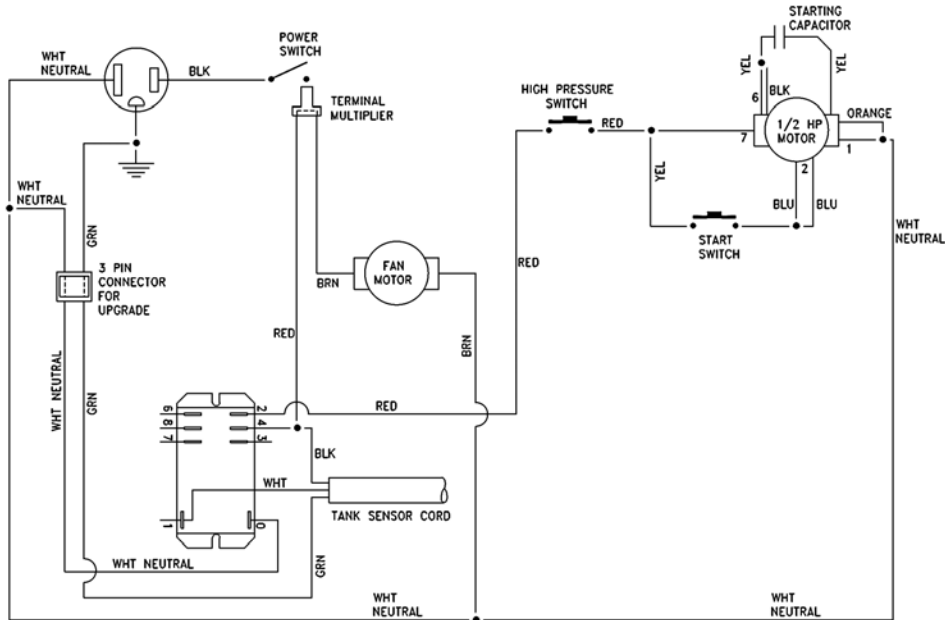 WHT
NEUTRAL
BLK
POWER
SWITCH
TERMINAL
MULTIPLIER
HIGH PRESSURE
SWITCH
RED
STARTING
CAPACITOR
YEL
YEL
6
BLK
7
1/2 HP
MOTOR
ORANGE
1
2
BLU
BLU
YEL
START
SWITCH
WHT
NEUTRAL
WHT
NEUTRAL
GRN
3 PIN
CONNECTOR
FOR
UPGRADE
FAN
MOTOR
BRN
BRN
RED
RED
WHT NEUTRAL
GRN
RED
6
8
7
2
4
3
BLK
WHT
TANK SENSOR CORD
1
0
WHT NEUTRAL
GRN
WHT
NEUTRAL
WHT
NEUTRAL